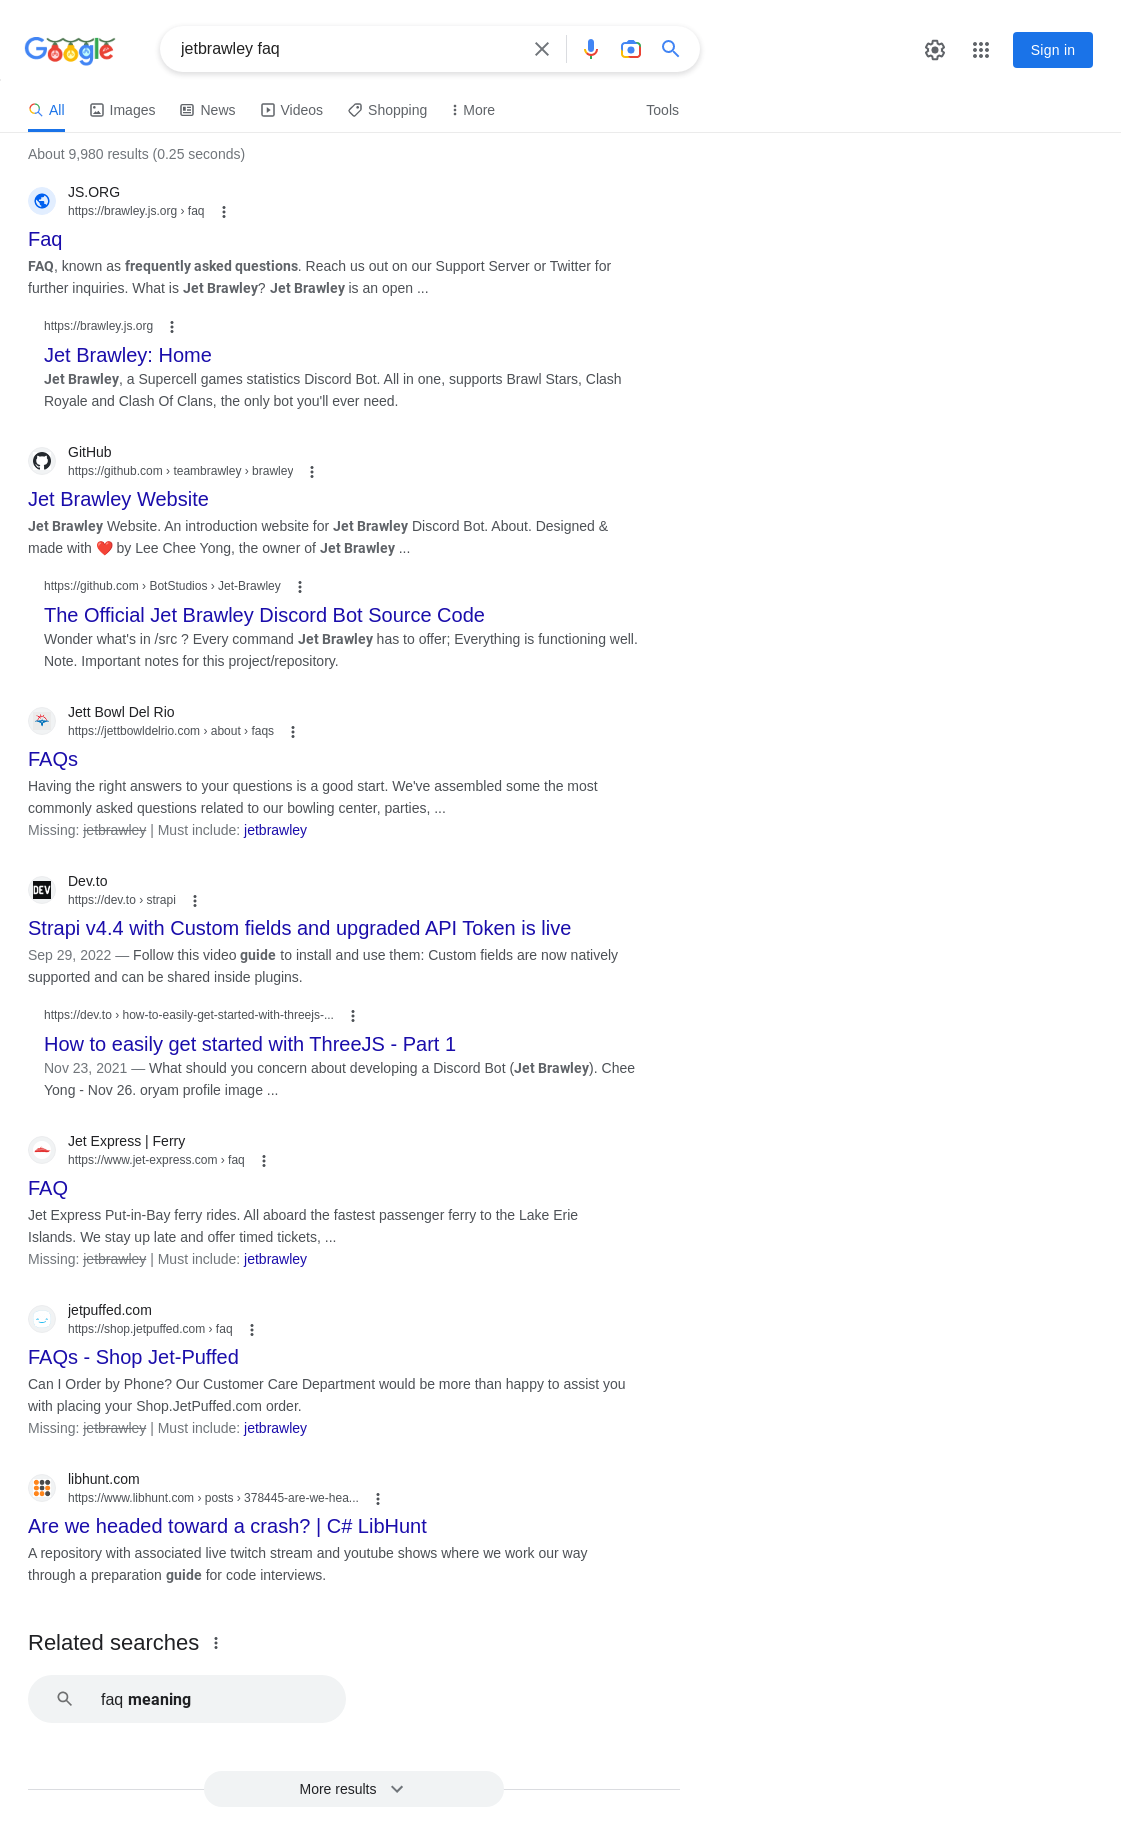 Google
jetbrawley faq
Sign in
All
Images
News
Videos
Shopping
More
Tools
About 9,980 results (0.25 seconds)
JS.ORG
https://brawley.js.org › faq
Faq
FAQ, known as frequently asked questions. Reach us out on our Support Server or Twitter for
further inquiries. What is Jet Brawley? Jet Brawley is an open ...
https://brawley.js.org
Jet Brawley: Home
Jet Brawley, a Supercell games statistics Discord Bot. All in one, supports Brawl Stars, Clash
Royale and Clash Of Clans, the only bot you'll ever need.
GitHub
https://github.com › teambrawley › brawley
Jet Brawley Website
Jet Brawley Website. An introduction website for Jet Brawley Discord Bot. About. Designed &
made with ❤️ by Lee Chee Yong, the owner of Jet Brawley ...
https://github.com › BotStudios › Jet-Brawley
The Official Jet Brawley Discord Bot Source Code
Wonder what's in /src ? Every command Jet Brawley has to offer; Everything is functioning well.
Note. Important notes for this project/repository.
Jett Bowl Del Rio
https://jettbowldelrio.com › about › faqs
FAQs
Having the right answers to your questions is a good start. We've assembled some the most
commonly asked questions related to our bowling center, parties, ...
Missing: jetbrawley | Must include: jetbrawley
DEV
Dev.to
https://dev.to › strapi
Strapi v4.4 with Custom fields and upgraded API Token is live
Sep 29, 2022 — Follow this video guide to install and use them: Custom fields are now natively
supported and can be shared inside plugins.
https://dev.to › how-to-easily-get-started-with-threejs-...
How to easily get started with ThreeJS - Part 1
Nov 23, 2021 — What should you concern about developing a Discord Bot (Jet Brawley). Chee
Yong - Nov 26. oryam profile image ...
Jet Express | Ferry
https://www.jet-express.com › faq
FAQ
Jet Express Put-in-Bay ferry rides. All aboard the fastest passenger ferry to the Lake Erie
Islands. We stay up late and offer timed tickets, ...
Missing: jetbrawley | Must include: jetbrawley
jetpuffed.com
https://shop.jetpuffed.com › faq
FAQs - Shop Jet-Puffed
Can I Order by Phone? Our Customer Care Department would be more than happy to assist you
with placing your Shop.JetPuffed.com order.
Missing: jetbrawley | Must include: jetbrawley
libhunt.com
https://www.libhunt.com › posts › 378445-are-we-hea...
Are we headed toward a crash? | C# LibHunt
A repository with associated live twitch stream and youtube shows where we work our way
through a preparation guide for code interviews.
Related searches
faq meaning
More results